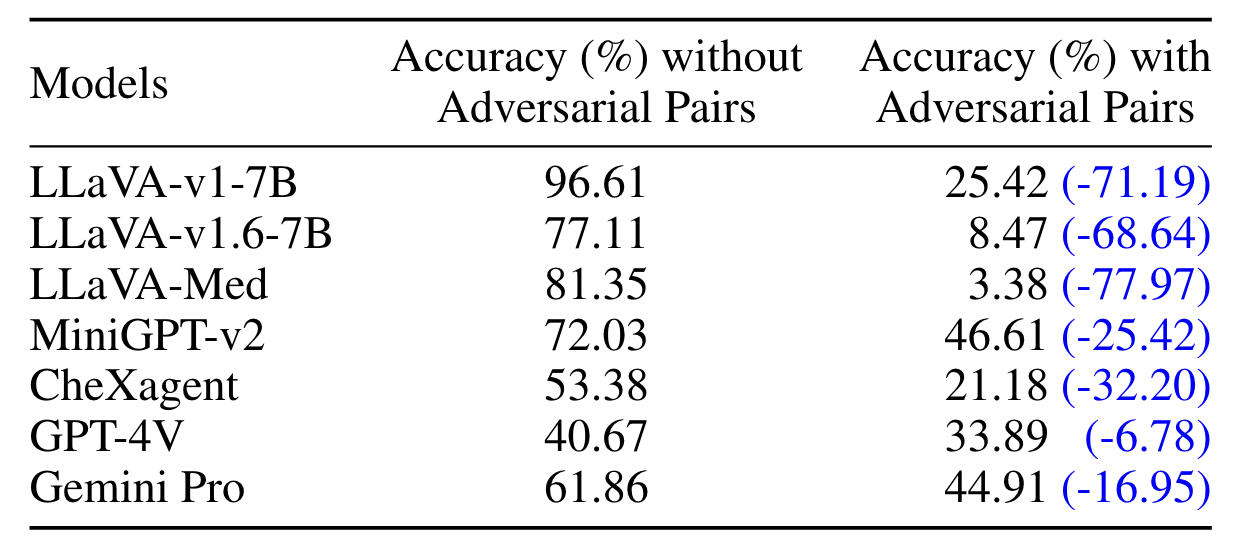 Models Accuracy (%) without Adversarial Pairs Accuracy (%) with Adversarial Pairs
LLaVA-v1-7B 96.61 25.42 (-71.19)
LLaVA-v1.6-7B 77.11 8.47 (-68.64)
LLaVA-Med 81.35 3.38 (-77.97)
MiniGPT-v2 72.03 46.61 (-25.42)
CheXagent 53.38 21.18 (-32.20)
GPT-4V 40.67 33.89 (-6.78)
Gemini Pro 61.86 44.91 (-16.95)